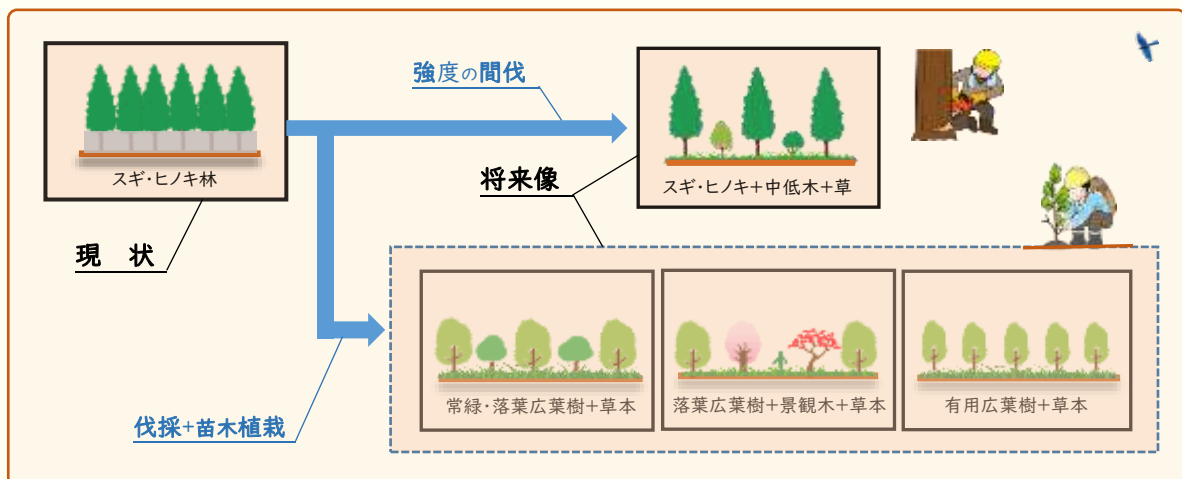 強度の間伐
スギ・ヒノキ林
将来像
スギ・ヒノキ+中低木+草
現 状
常緑・落葉広葉樹+草本
落葉広葉樹+景観木+草本
有用広葉樹+草本
伐採+苗木植栽